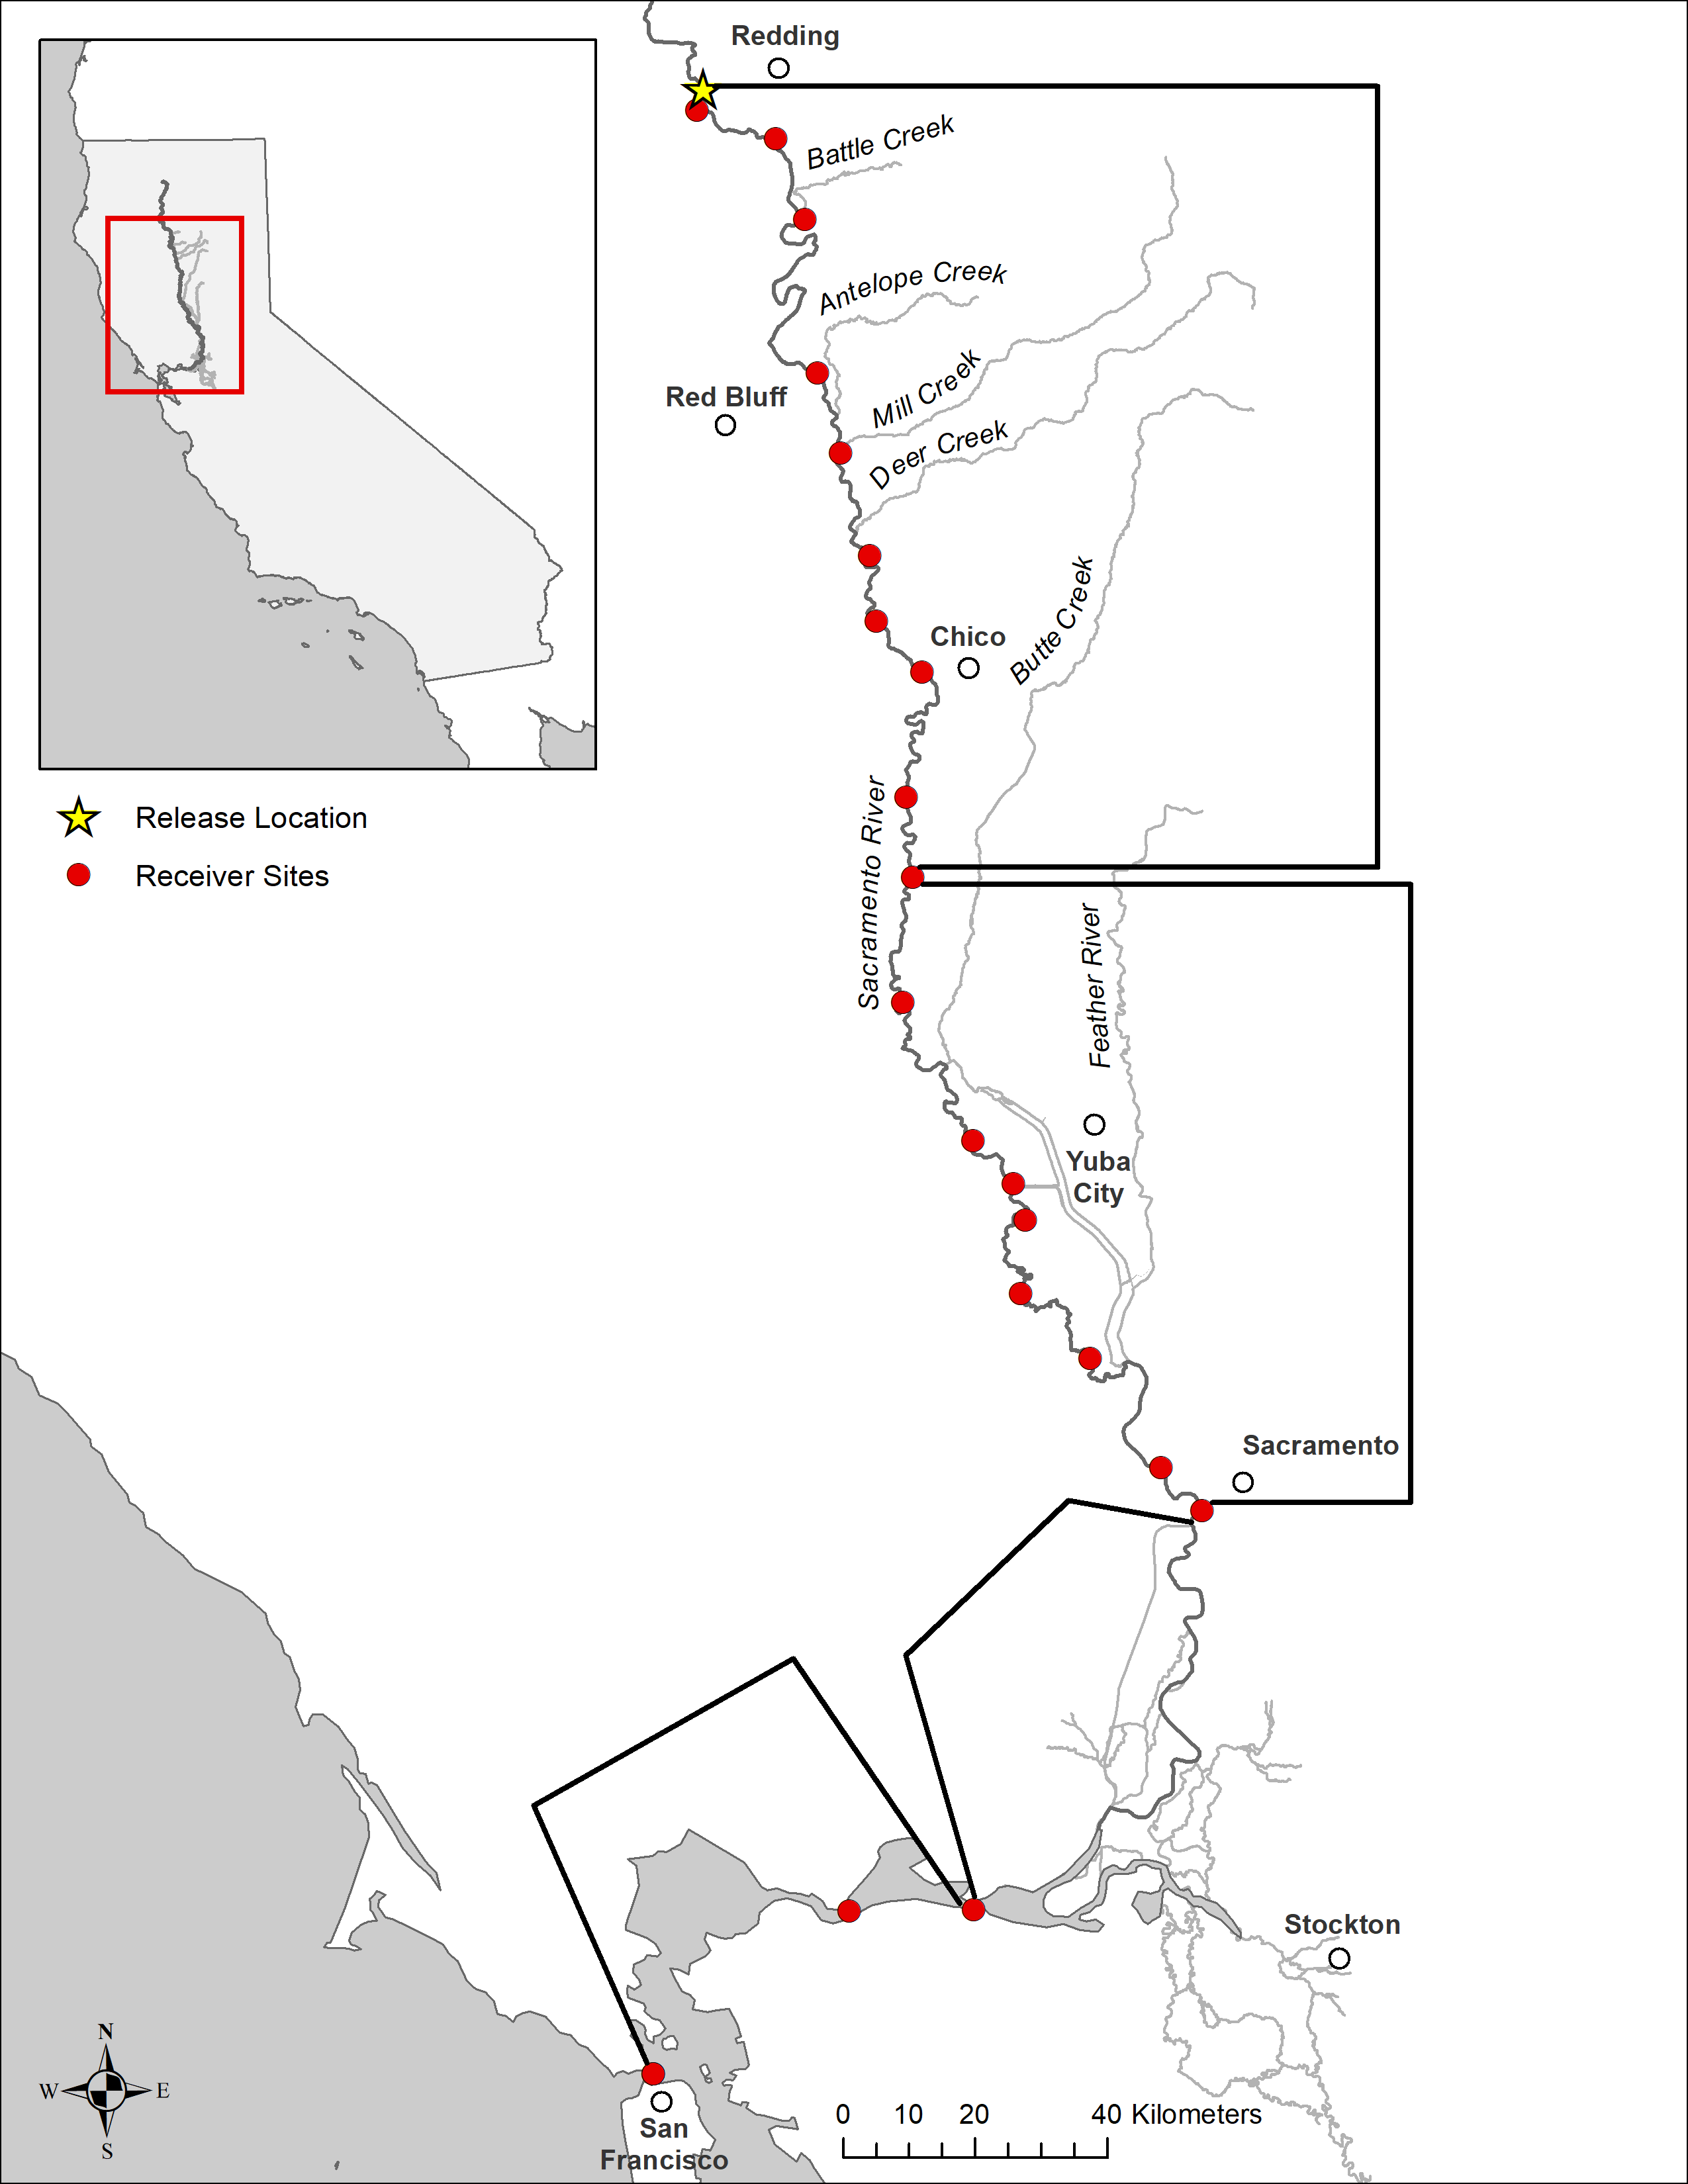 Redding
Battle Creek
Antelope Creek
Mill Creek
Red Bluff
Deer Creek
Butte Creek
Chico
Release Location
Receiver Sites
Sacramento River
Feather River
Yuba
City
Sacramento
Stockton
N
W E
S
0 10 20 40 Kilometers
San
Francisco